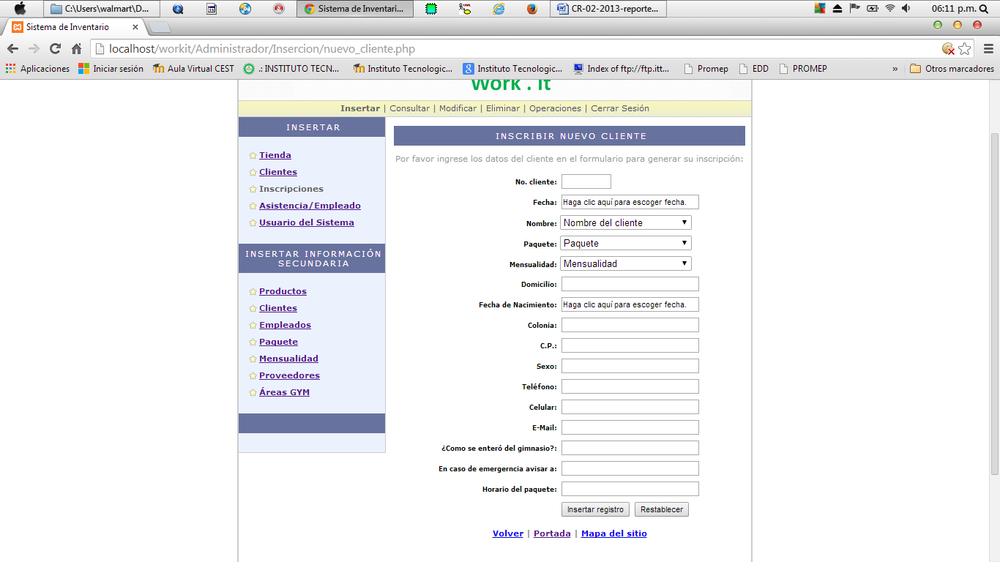 C:\Users\walmart\D...
Sistema de Inventari...
UML
CR-02-2013-reporte...
06:11 p.m.
Sistema de Inventario
localhost/workit/Administrador/Insercion/nuevo_cliente.php
Aplicaciones
Iniciar sesión
Aula Virtual CEST
.: INSTITUTO TECN...
Instituto Tecnologic...
Instituto Tecnologic...
Index of ftp://ftp.itt...
Promep
EDD
PROMEP
»
Otros marcadores
Work . It
Insertar | Consultar | Modificar | Eliminar | Operaciones | Cerrar Sesión
INSERTAR
Tienda
Clientes
Inscripciones
Asistencia/Empleado
Usuario del Sistema
INSERTAR INFORMACIÓN
SECUNDARIA
Productos
Clientes
Empleados
Paquete
Mensualidad
Proveedores
Áreas GYM
INSCRIBIR NUEVO CLIENTE
Por favor ingrese los datos del cliente en el formulario para generar su inscripción:
No. cliente:
Fecha: Haga clic aquí para escoger fecha.
Nombre: Nombre del cliente
Paquete: Paquete
Mensualidad: Mensualidad
Domicilio:
Fecha de Nacimiento: Haga clic aquí para escoger fecha.
Colonia:
C.P.:
Sexo:
Teléfono:
Celular:
E-Mail:
¿Como se enteró del gimnasio?:
En caso de emergerncia avisar a:
Horario del paquete:
Insertar registro Restablecer
Volver | Portada | Mapa del sitio